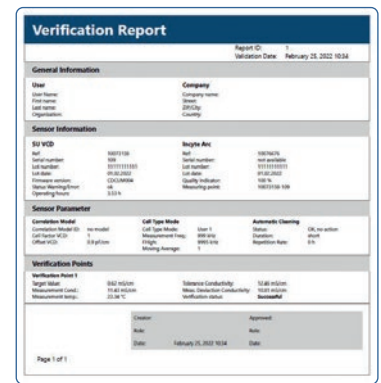 Verification Report
Report ID: 1
Validation Date: February 25, 2022 10:34
General Information
User
Company
User Name:
Company name:
First name:
Street:
Last name:
ZIP/City:
Organisation:
Country:
Sensor Information
SU VCD
Incyte Arc
Ref
Ref
Serial number: 109
Serial number: not available
Lot number:
Lot number:
Lot date: 01.02.2022
Lot date: 01.02.2022
Firmware version:
Quality Indicator: 100 %
Status Warning/Error: ok
Measuring point:
Operating hours:
Sensor Parameter
Correlation Model
Cell Type Mode
Automatic Cleaning
Correlation Model ID: no model
Cell Type Mode: User 1
Status: OK, no action
Cell Factor VCD: 1
Measurement Freq.:
Duration: short
Offset VCD: 0.0 pF/cm
FHigh:
Repetition Rate: 0 h
Moving Average: 1
Verification Points
Verification Point 1
Target Value:
Tolerance Conductivity:
Measurement Cond.:
Meas. Deviation Conductivity:
Measurement temp.:
Verification status: Successful
Creator:
Approved:
Role:
Role:
Date: February 25, 2022 10:34
Date:
Page 1 of 1